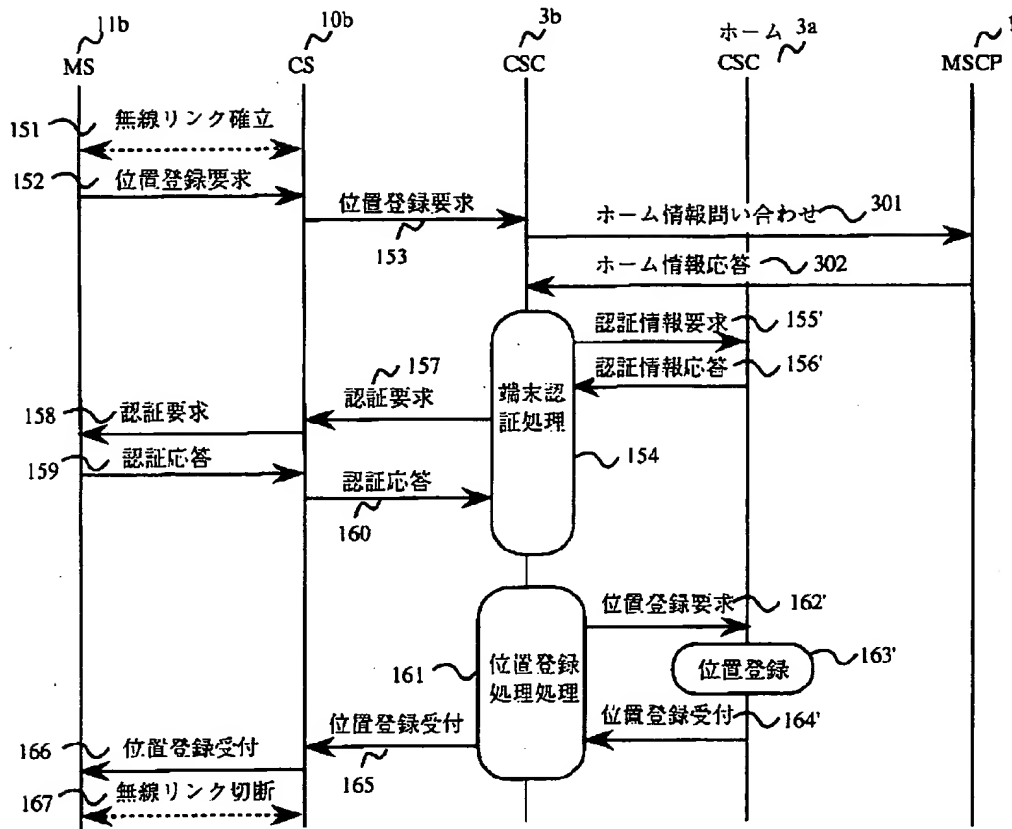 11b
10b
3b
ホーム 3a
MS
CS
CSC
CSC
MSCP
151
無線リンク確立
152
位置登録要求
位置登録要求
153
ホーム情報問い合わせ
301
ホーム情報応答
302
認証情報要求
155'
認証情報応答
156'
157
認証要求
158
認証要求
端末認
証処理
154
159
認証応答
認証応答
160
位置登録要求
162'
161
位置登録
処理処理
位置登録
163'
位置登録受付
164'
位置登録受付
165
166
位置登録受付
167
無線リンク切断